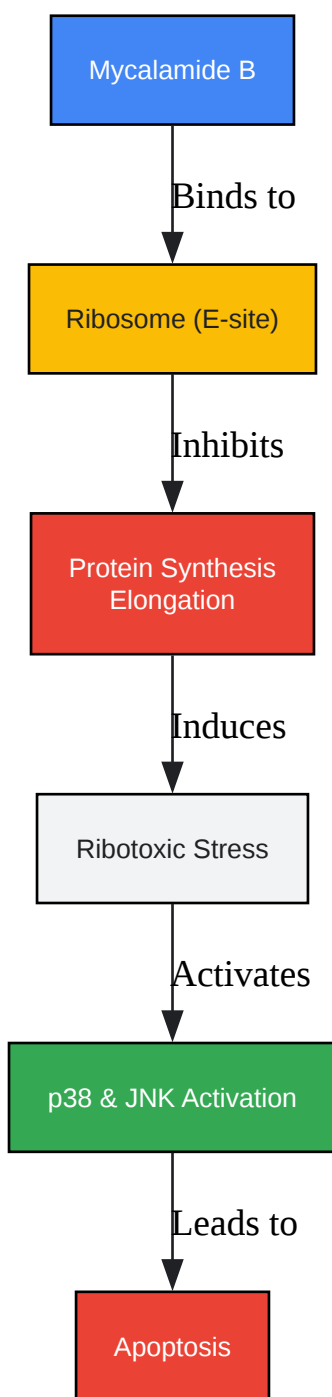 Mycalamide B
Binds to
Ribosome (E-site)
Inhibits
Protein Synthesis
Elongation
Induces
Ribotoxic Stress
Activates
p38 & JNK Activation
Leads to
Apoptosis